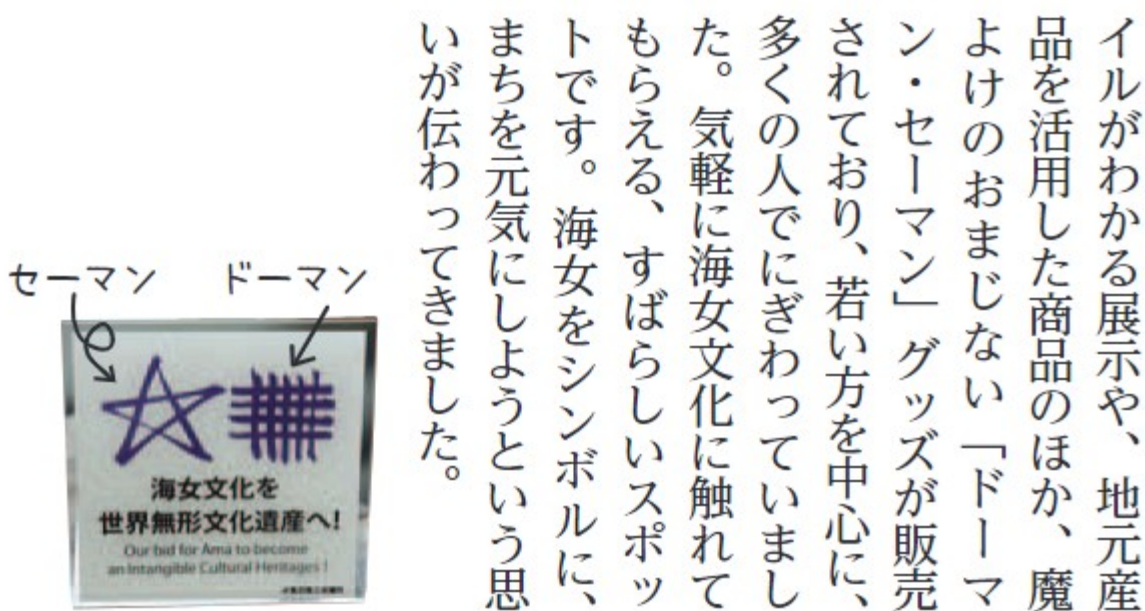 イルがわかる展示や、地元産
品を活用した商品のほか、魔
よけのおまじない「ドーマ
ン・セーマン」グッズが販売
されており、若い方を中心に、
多くの人でにぎわっていまし
た。気軽に海女文化に触れて
もらえる、すばらしいスポッ
トです。海女をシンボルに、
まちを元気にしようという思
いが伝わってきました。
セーマン
ドーマン
海女文化を
世界無形文化遺産へ!
Our bid for Ama to become
an Intangible Cultural Heritages !